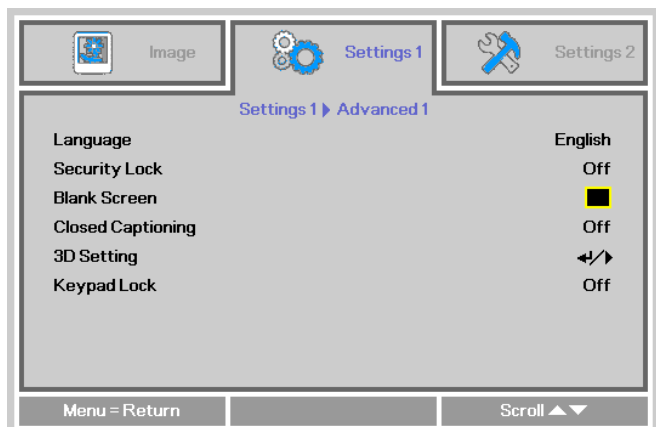 Image Settings 1 Settings 2
Settings 1 ▶ Advanced 1
Language English
Security Lock Off
Blank Screen
Closed Captioning Off
3D Setting ↵/▶
Keypad Lock Off
Menu = Return Scroll ▲▼